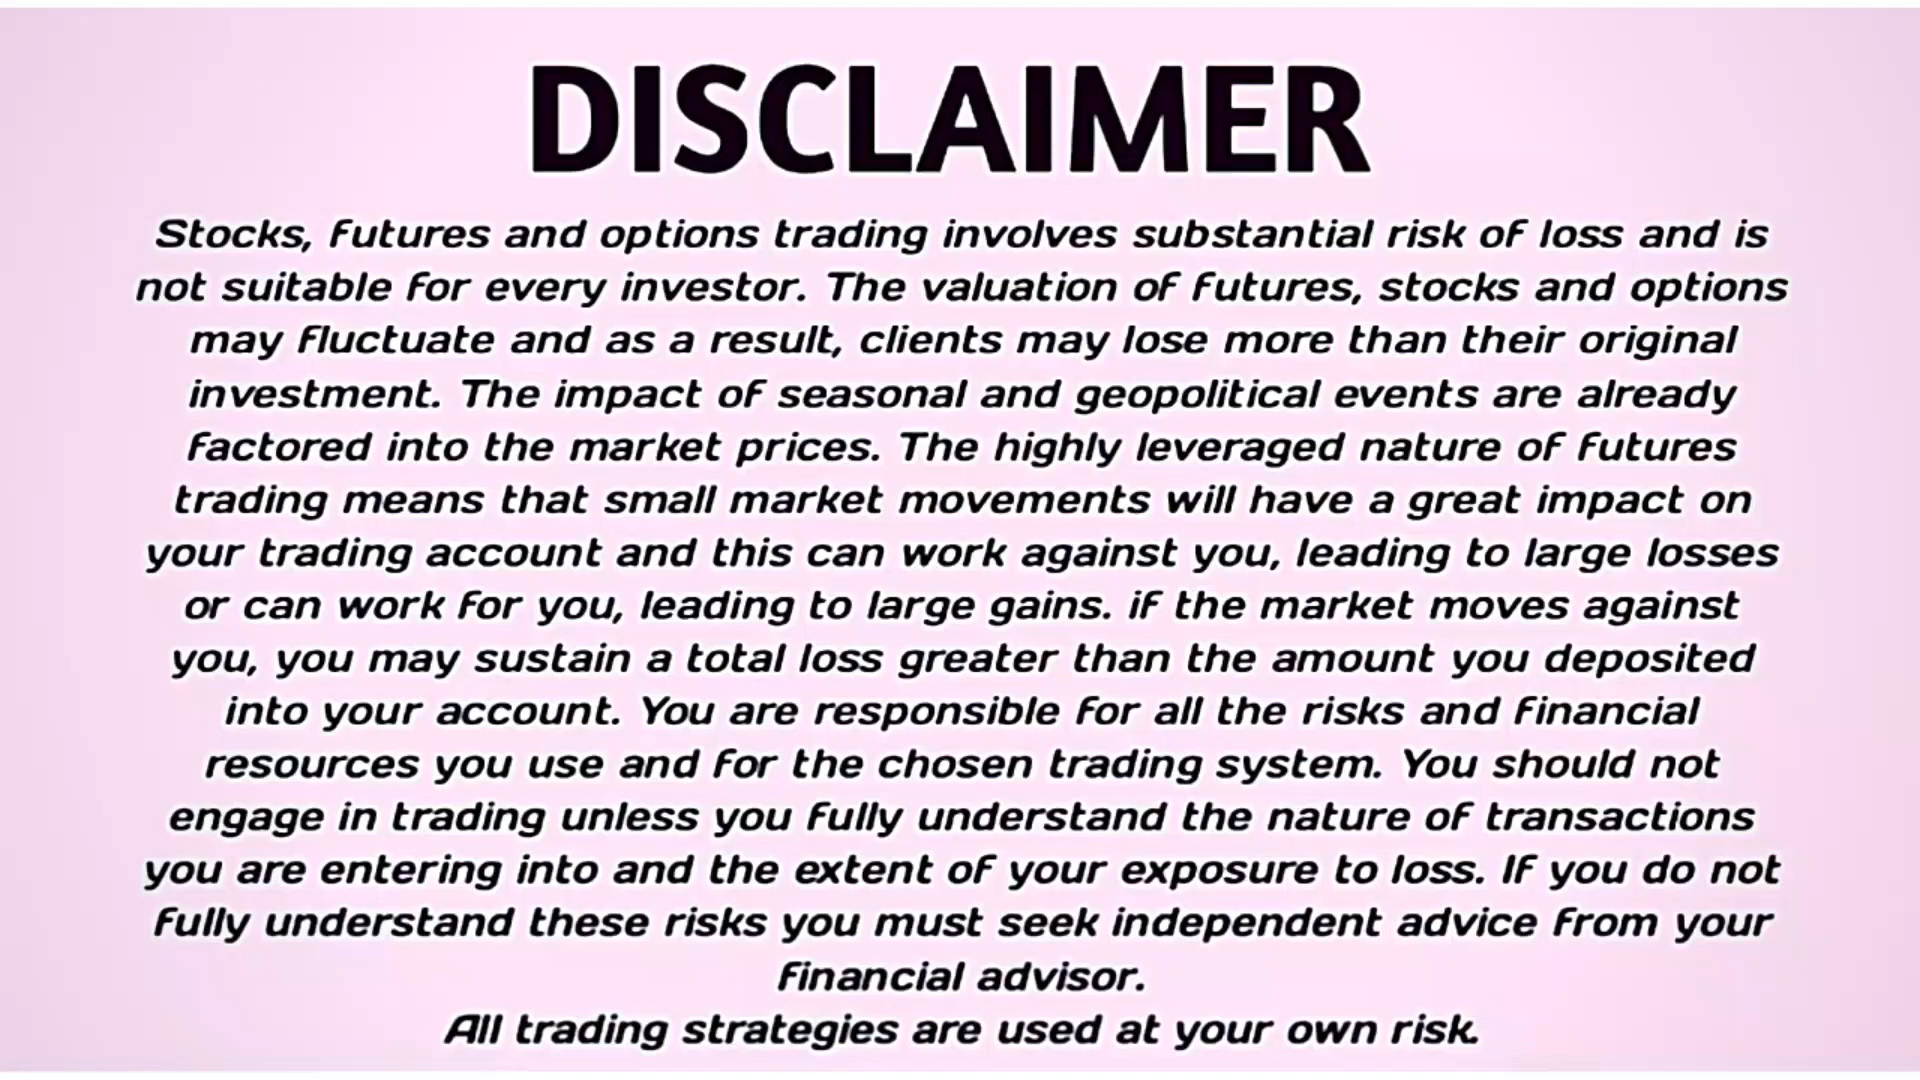 DISCLAIMER
Stocks, futures and options trading involves substantial risk of loss and is
not suitable for every investor. The valuation of futures, stocks and options
may fluctuate and as a result, clients may lose more than their original
investment. The impact of seasonal and geopolitical events are already
factored into the market prices. The highly leveraged nature of futures
trading means that small market movements will have a great impact on
your trading account and this can work against you, leading to large losses
or can work for you, leading to large gains. if the market moves against
you, you may sustain a total loss greater than the amount you deposited
into your account. You are responsible for all the risks and financial
resources you use and for the chosen trading system. You should not
engage in trading unless you fully understand the nature of transactions
you are entering into and the extent of your exposure to loss. If you do not
fully understand these risks you must seek independent advice from your
financial advisor.
All trading strategies are used at your own risk.